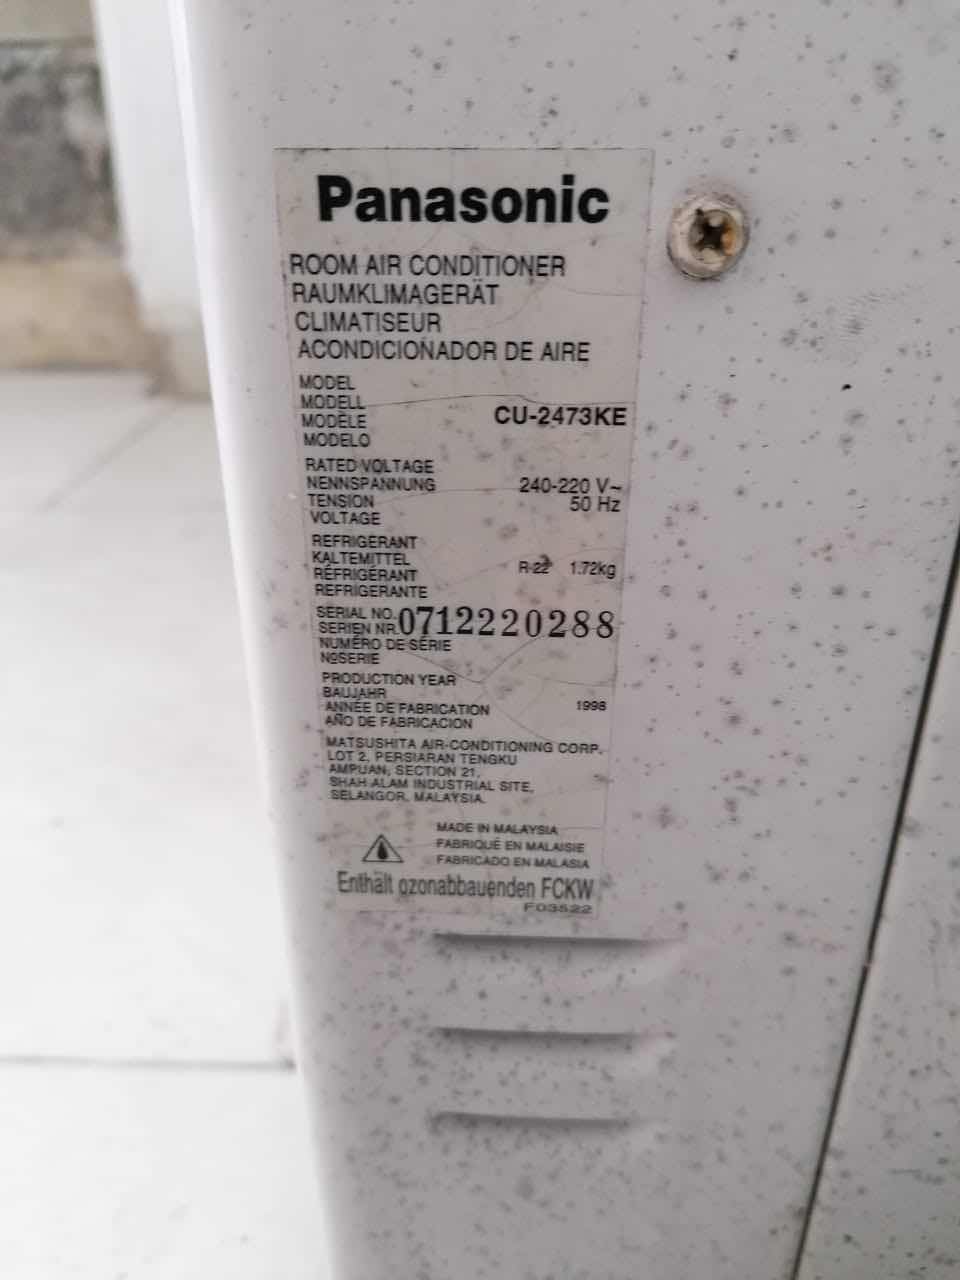 Panasonic
ROOM AIR CONDITIONER
RAUMKLIMAGERÄT
CLIMATISEUR
ACONDICIONADOR DE AIRE
MODEL
MODELL
MODÈLE
MODELO
CU-2473KE
RATED VOLTAGE
NENNSPANNUNG
TENSION
VOLTAGE
240-220 V~
50 Hz
REFRIGERANT
KALTEMITTEL
RÉFRIGÉRANT
REFRIGERANTE
R-22 1.72kg
SERIAL NO.
SERIEN NR.
NUMÉRO DE SÉRIE
NoSERIE
0712220288
PRODUCTION YEAR
BAUJAHR
ANNÉE DE FABRICATION
AÑO DE FABRICACION
1998
MATSUSHITA AIR-CONDITIONING CORP.
LOT 2, PERSIARAN TENGKU
AMPUAN, SECTION 21,
SHAH ALAM INDUSTRIAL SITE,
SELANGOR, MALAYSIA.
MADE IN MALAYSIA
FABRIQUÉ EN MALAISIE
FABRICADO EN MALASIA
Enthält ozonabbauenden FCKW
F03522